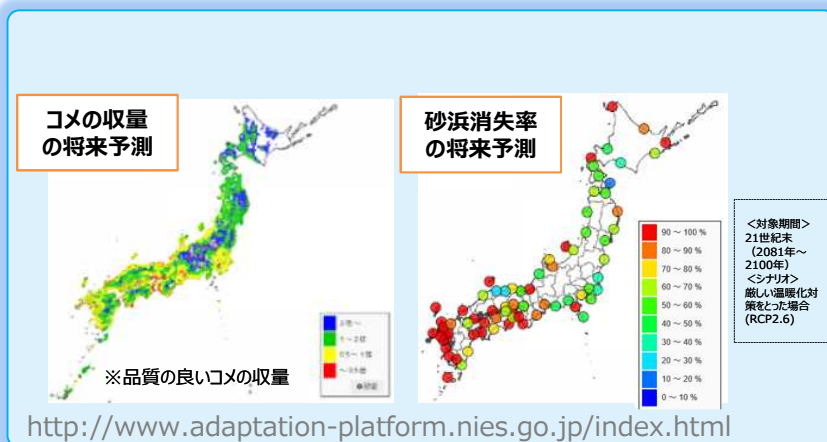 コメの収量
の将来予測
※品質の良いコメの収量
砂浜消失率
の将来予測
90 ～ 100 %
80 ～ 90 %
70 ～ 80 %
60 ～ 70 %
50 ～ 60 %
40 ～ 50 %
30 ～ 40 %
20 ～ 30 %
10 ～ 20 %
0 ～ 10 %
＜対象期間＞
21世紀末
（2081年～
2100年）
＜シナリオ＞
厳しい温暖化対
策をとった場合
(RCP2.6)
http://www.adaptation-platform.nies.go.jp/index.html